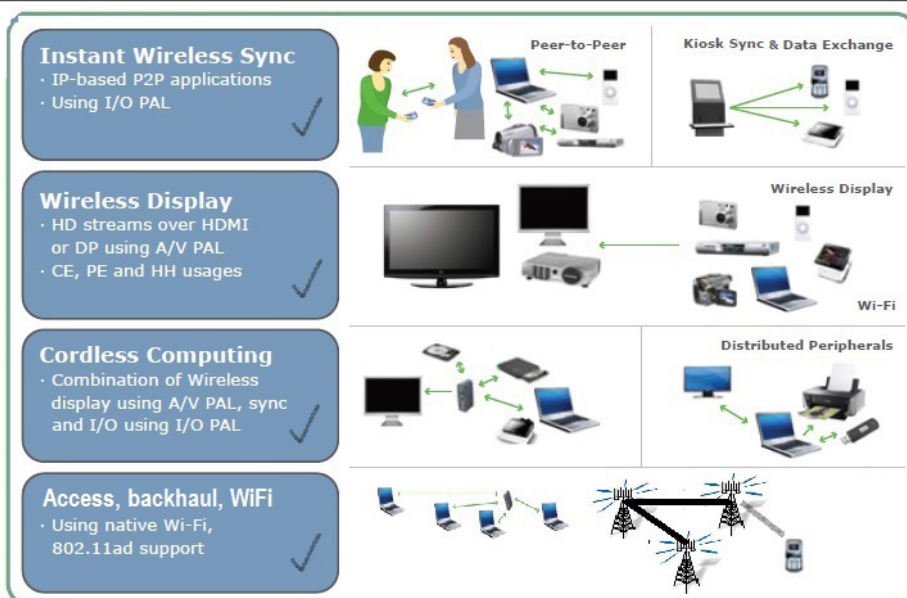 Instant Wireless Sync
· IP-based P2P applications
· Using I/O PAL
Peer-to-Peer
Kiosk Sync & Data Exchange
Wireless Display
· HD streams over HDMI
or DP using A/V PAL
· CE, PE and HH usages
Wireless Display
Wi-Fi
Cordless Computing
· Combination of Wireless
display using A/V PAL, sync
and I/O using I/O PAL
Distributed Peripherals
Access, backhaul, WiFi
· Using native Wi-Fi,
802.11ad support